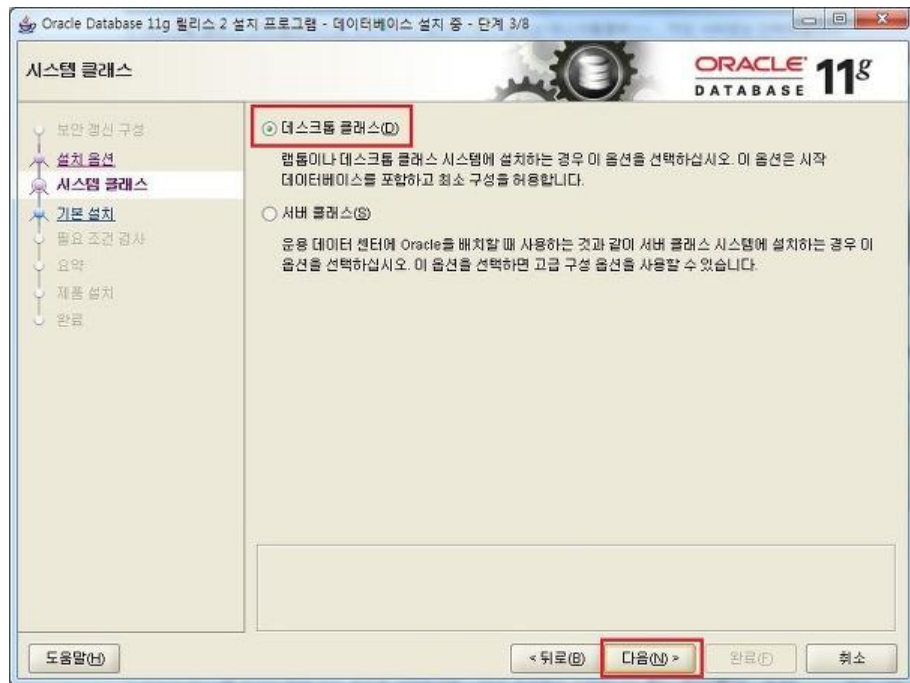 Oracle Database 11g 릴리스 2 설치 프로그램 - 데이터베이스 설치 중 - 단계 3/8
시스템 클래스
ORACLE DATABASE 11g
보안 갱신 구성
설치 옵션
시스템 클래스
기본 설치
필요 조건 검사
요약
제품 설치
완료
데스크톱 클래스(D)
랩톱이나 데스크톱 클래스 시스템에 설치하는 경우 이 옵션을 선택하십시오. 이 옵션은 시작
데이터베이스를 포함하고 최소 구성을 허용합니다.
서버 클래스(S)
운용 데이터 센터에 Oracle을 배치할 때 사용하는 것과 같이 서버 클래스 시스템에 설치하는 경우 이
옵션을 선택하십시오. 이 옵션을 선택하면 고급 구성 옵션을 사용할 수 있습니다.
도움말(H)
< 뒤로(B)
다음(N) >
완료(F)
취소